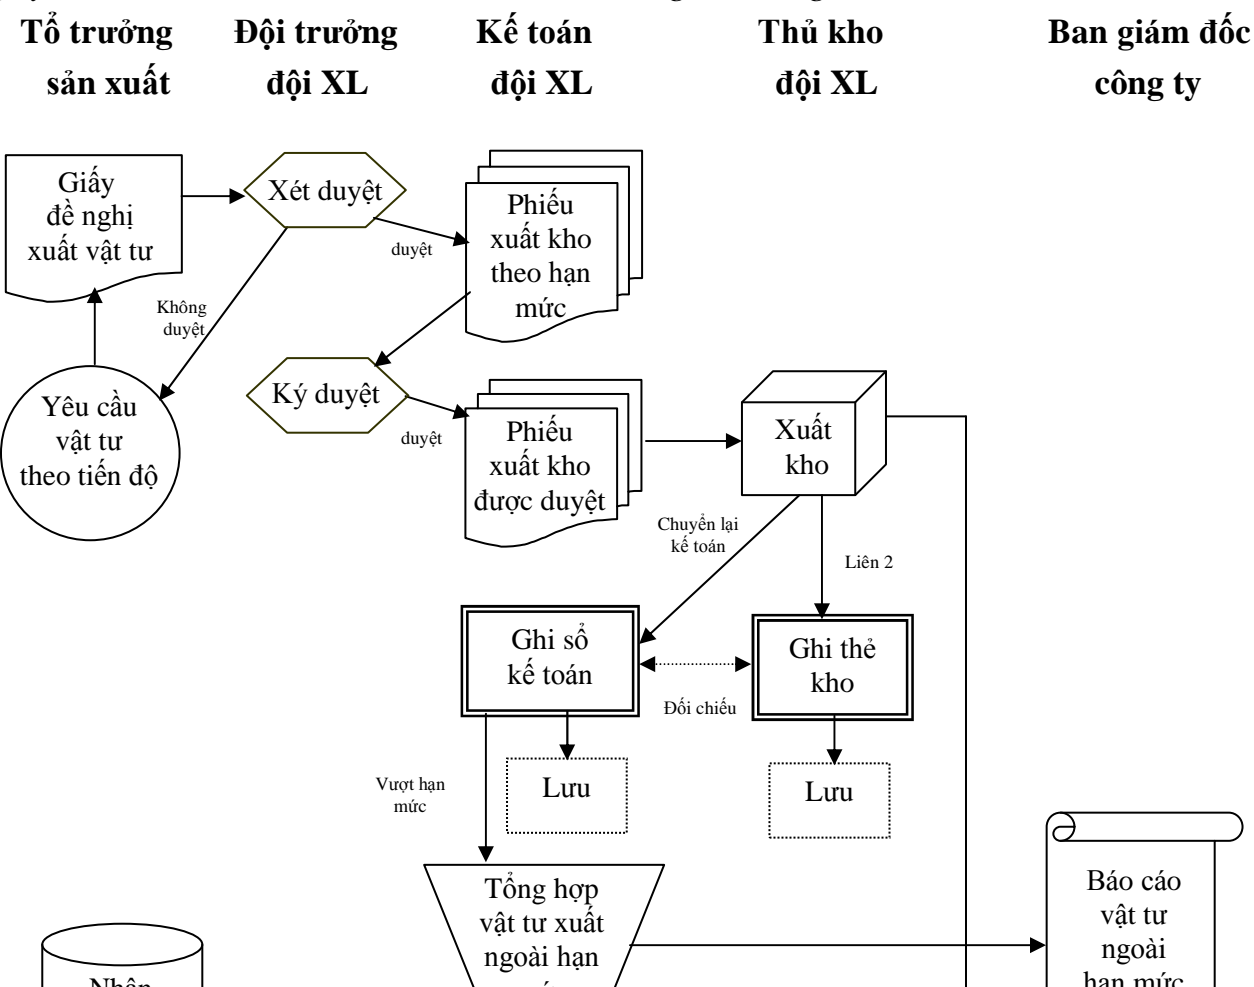 Tổ trưởng
sản xuất
Đội trưởng
đội XL
Kế toán
đội XL
Thủ kho
đội XL
Ban giám đốc
công ty
Giấy
đề nghị
xuất vật tư
Xét duyệt
duyệt
Phiếu
xuất kho
theo hạn
mức
Không
duyệt
Yêu cầu
vật tư
theo tiến độ
Ký duyệt
duyệt
Phiếu
xuất kho
được duyệt
Xuất
kho
Chuyển lại
kế toán
Liên 2
Ghi sổ
kế toán
Đối chiếu
Ghi thẻ
kho
Vượt hạn
mức
Lưu
Lưu
Tổng hợp
vật tư xuất
ngoài hạn
Báo cáo
vật tư
ngoài
hạn mức
Nhận